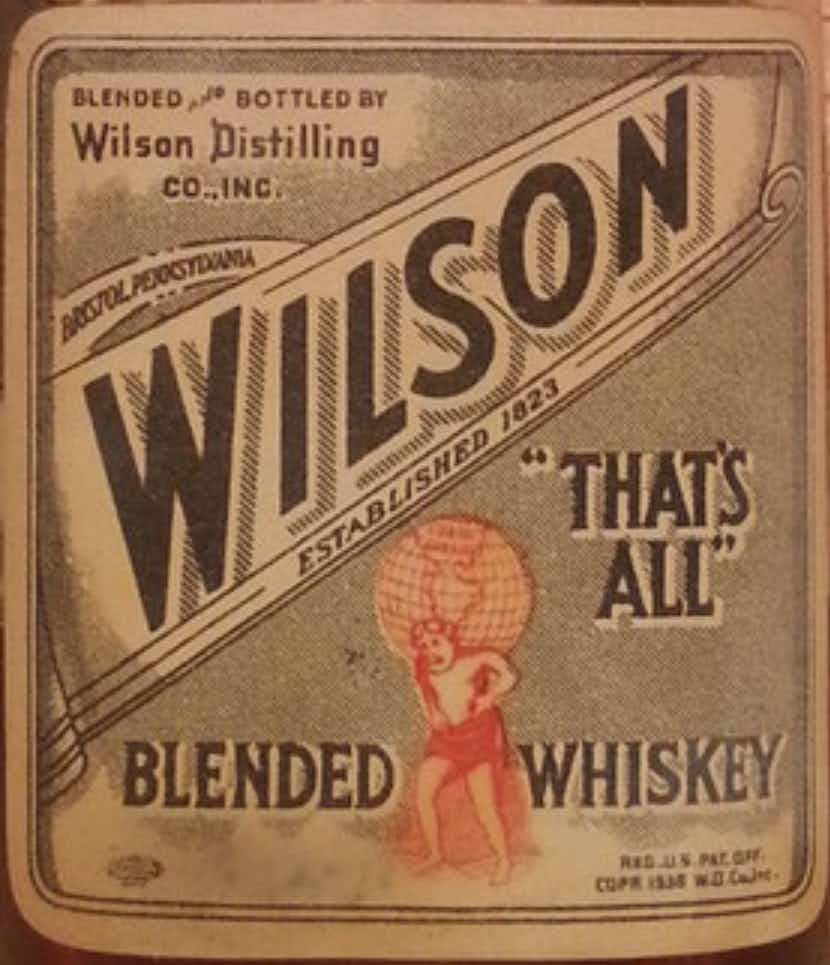 BLENDED AND BOTTLED BY
Wilson Distilling
CO., INC.
BRISTOL, PENNSYLVANIA
WILSON
ESTABLISHED 1823
"THAT'S
ALL"
BLENDED WHISKEY
REG. U.S. PAT. OFF.
COPR. 1938 W.D. Co. Inc.